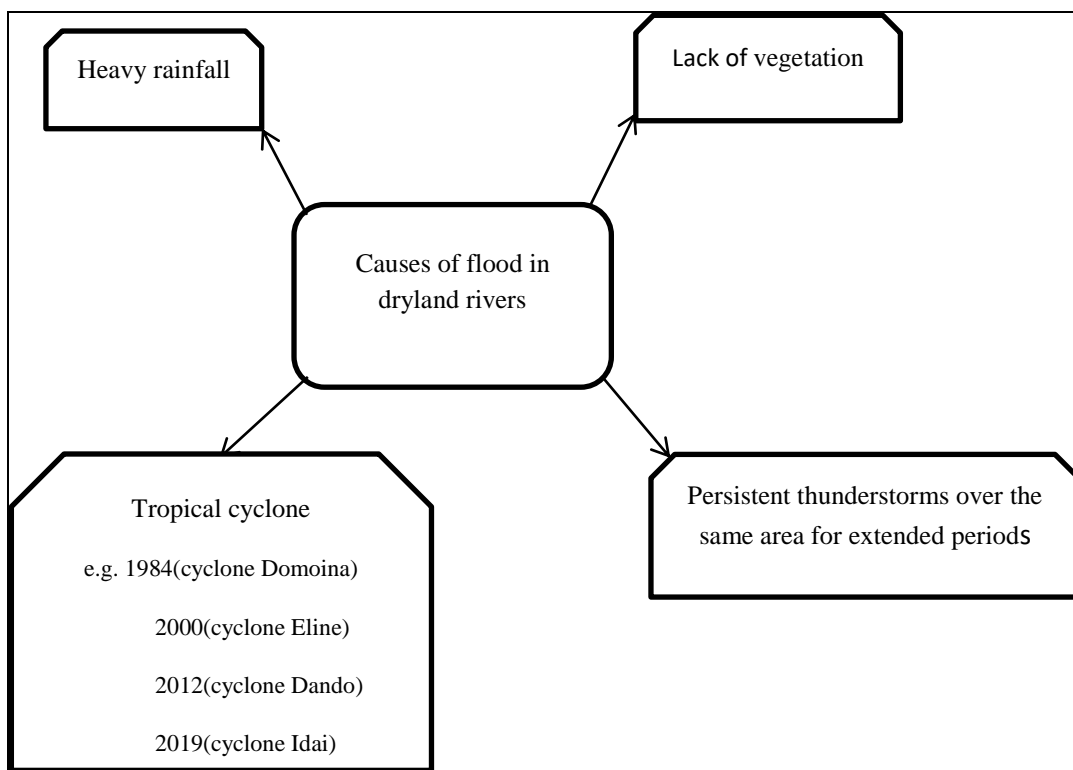 Heavy rainfall
Lack of vegetation
Causes of flood in
dryland rivers
Tropical cyclone
e.g. 1984(cyclone Domoina)
2000(cyclone Eline)
2012(cyclone Dando)
2019(cyclone Idai)
Persistent thunderstorms over the
same area for extended periods